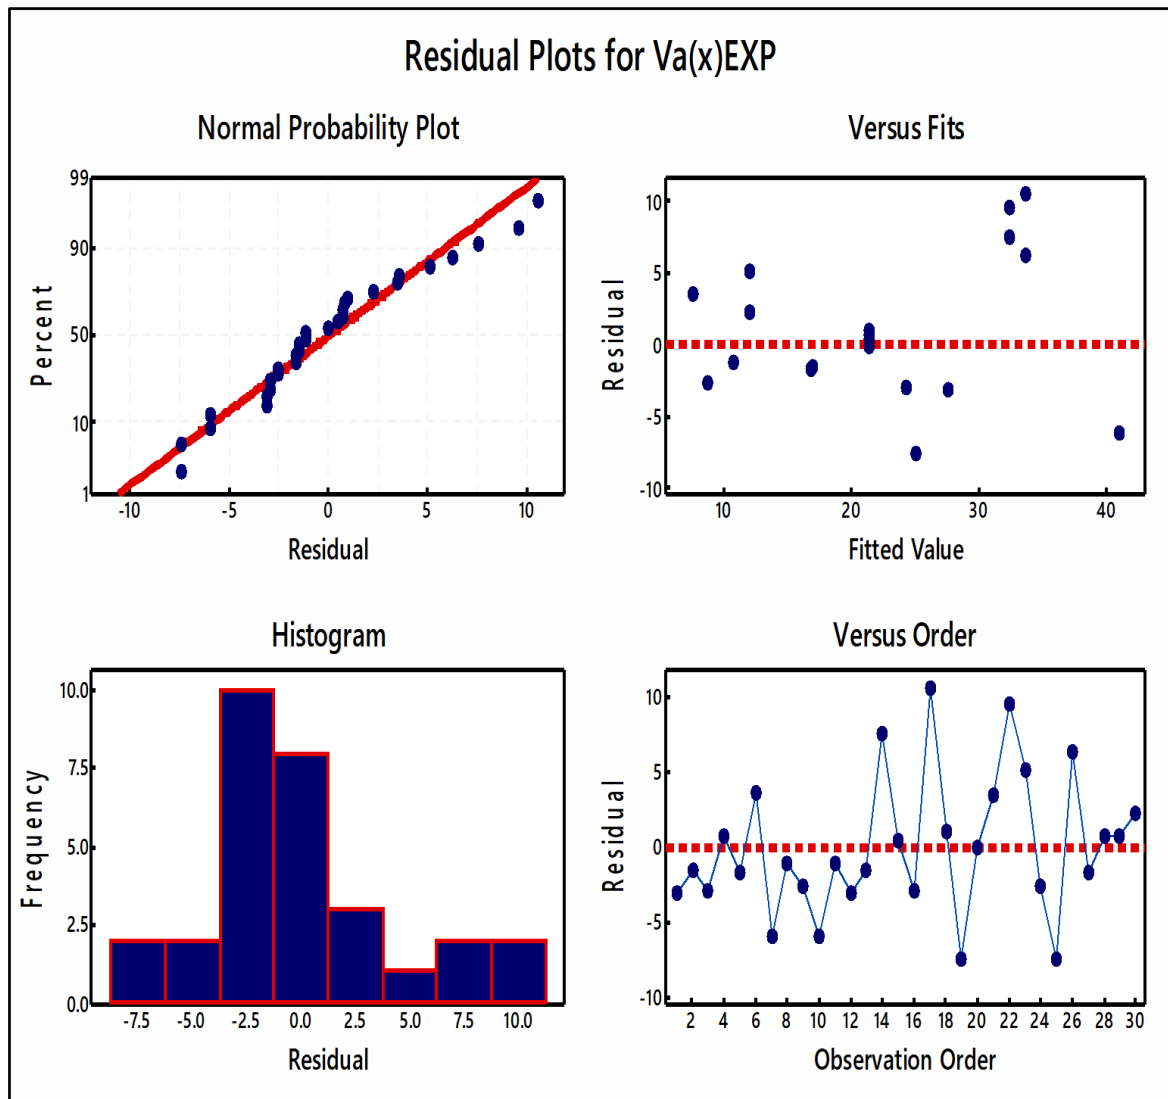 Residual Plots for Va(x)EXP
Normal Probability Plot
99
90
50
10
1
Percent
-10 -5 0 5 10
Residual
Versus Fits
10
5
0
-5
-10
Residual
10 20 30 40
Fitted Value
Histogram
10.0
7.5
5.0
2.5
0.0
Frequency
-7.5 -5.0 -2.5 0.0 2.5 5.0 7.5 10.0
Residual
Versus Order
10
5
0
-5
-10
Residual
2 4 6 8 10 12 14 16 18 20 22 24 26 28 30
Observation Order